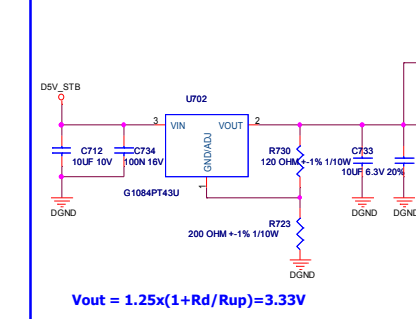 D5V_STB
U702
3
VIN
VOUT
2
GND/ADJ
1
C712
10UF 10V
C734
100N 16V
G1084PT43U
R730
120 OHM +-1% 1/10W
C733
10UF 6.3V 20%
DGND
R723
200 OHM +-1% 1/10W
DGND
DGND
DGND
Vout = 1.25x(1+Rd/Rup)=3.33V